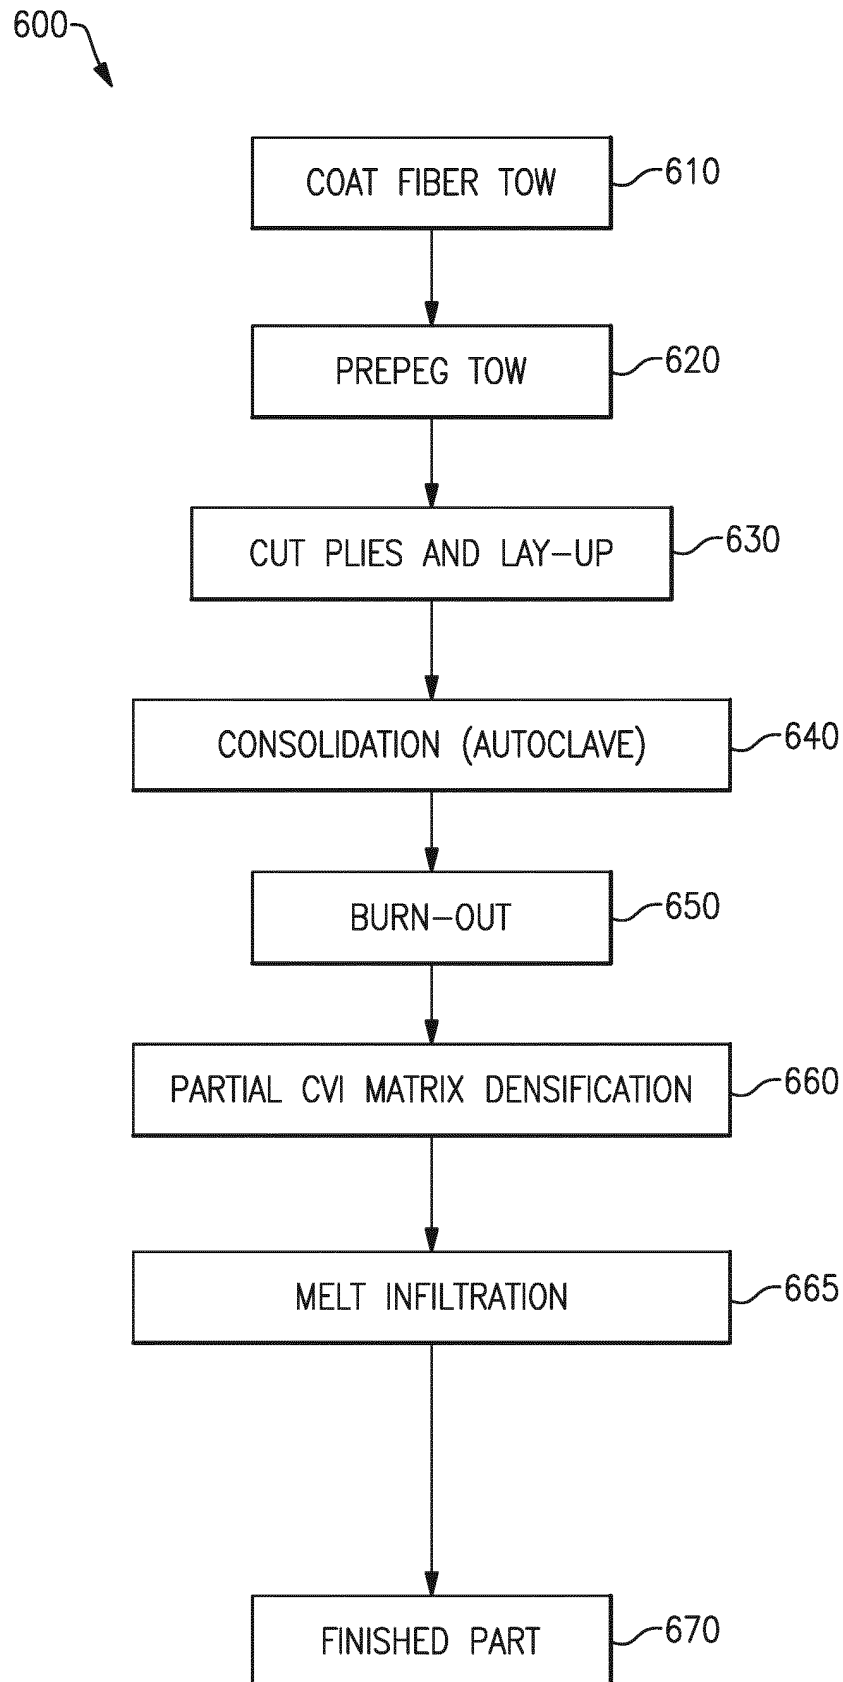 600
COAT FIBER TOW 610
PREPEG TOW 620
CUT PLIES AND LAY-UP 630
CONSOLIDATION (AUTOCLAVE) 640
BURN-OUT 650
PARTIAL CVI MATRIX DENSIFICATION 660
MELT INFILTRATION 665
FINISHED PART 670